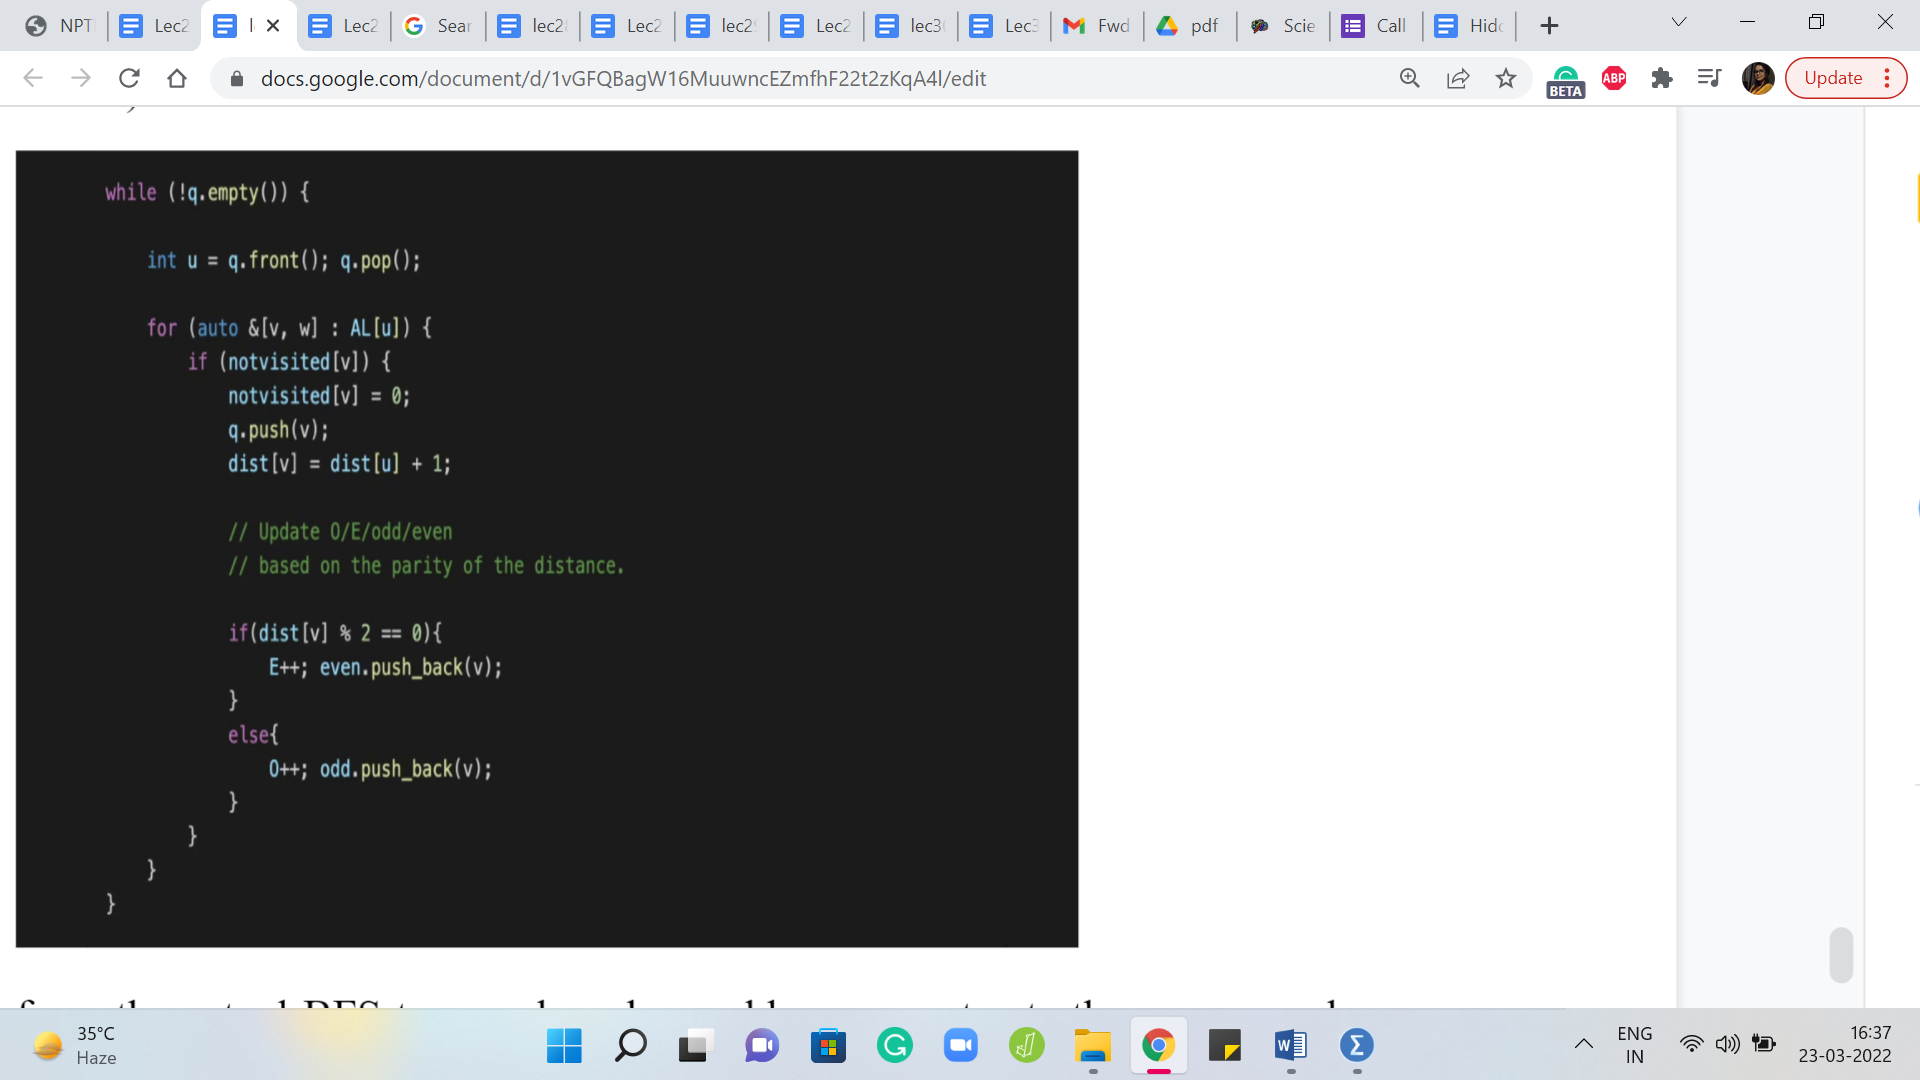 NPT
Lec2
l
Lec2
Sear
lec2
Lec2
lec2
Lec2
lec3
Lec3
Fwd
pdf
Scie
Call
Hid
docs.google.com/document/d/1vGFQBagW16MuuwncEZmfhF22t2zKqA4l/edit
BETA
ABP
Update
while (!q.empty()) {
int u = q.front(); q.pop();
for (auto &[v, w] : AL[u]) {
if (notvisited[v]) {
notvisited[v] = 0;
q.push(v);
dist[v] = dist[u] + 1;
// Update O/E/odd/even
// based on the parity of the distance.
if(dist[v] % 2 == 0){
E++; even.push_back(v);
}
else{
O++; odd.push_back(v);
}
}
}
}
35°C
Haze
ENG
IN
16:37
23-03-2022